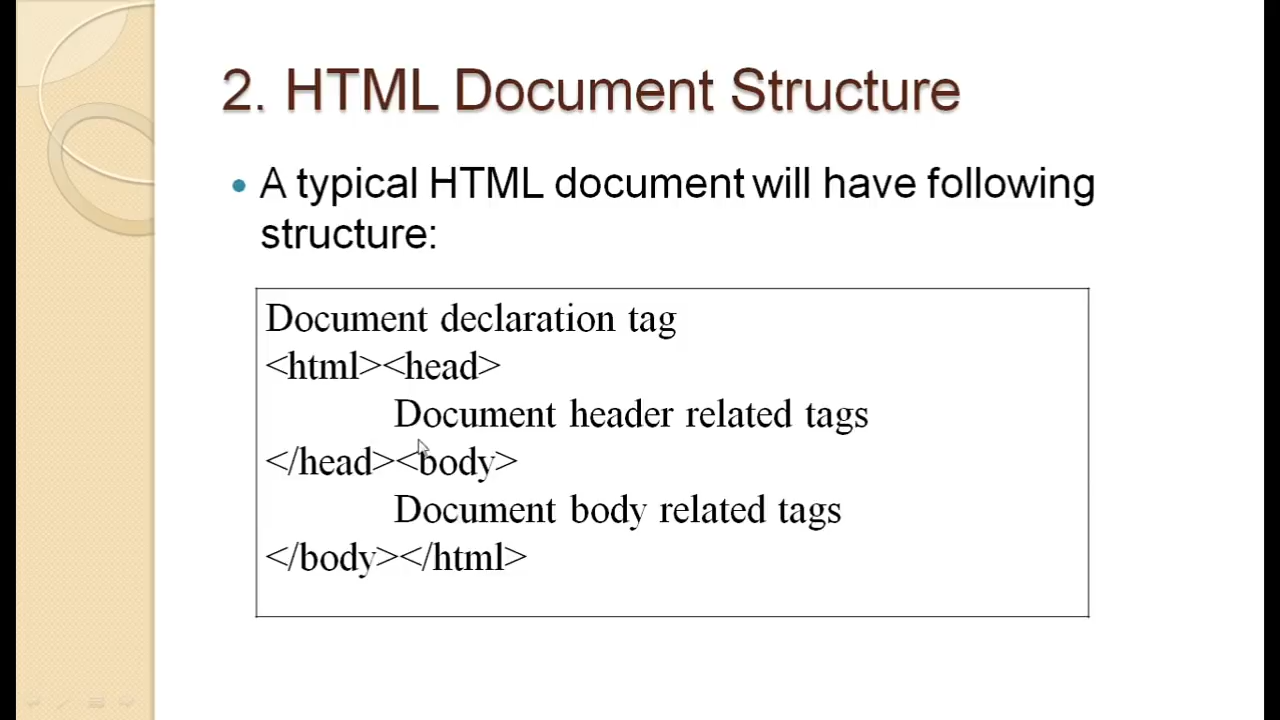 2. HTML Document Structure
• A typical HTML document will have following
structure:
Document declaration tag
<html><head>
Document header related tags
</head><body>
Document body related tags
</body></html>